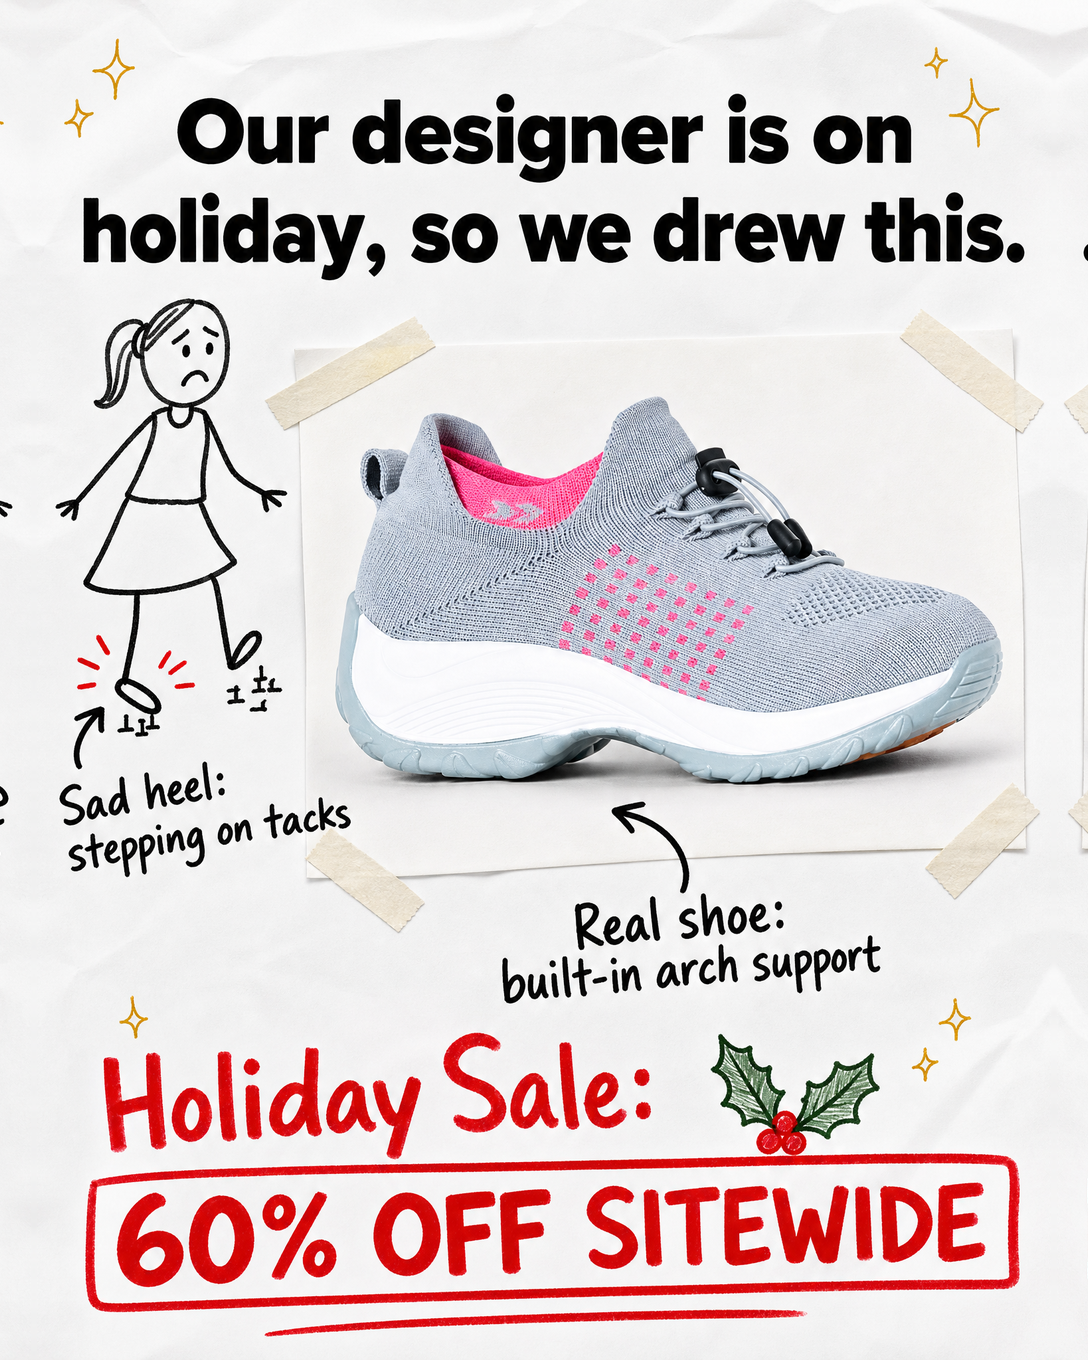 Our designer is on
holiday, so we drew this.
Sad heel:
stepping on tacks
Real shoe:
built-in arch support
Holiday Sale:
60% OFF SITEWIDE